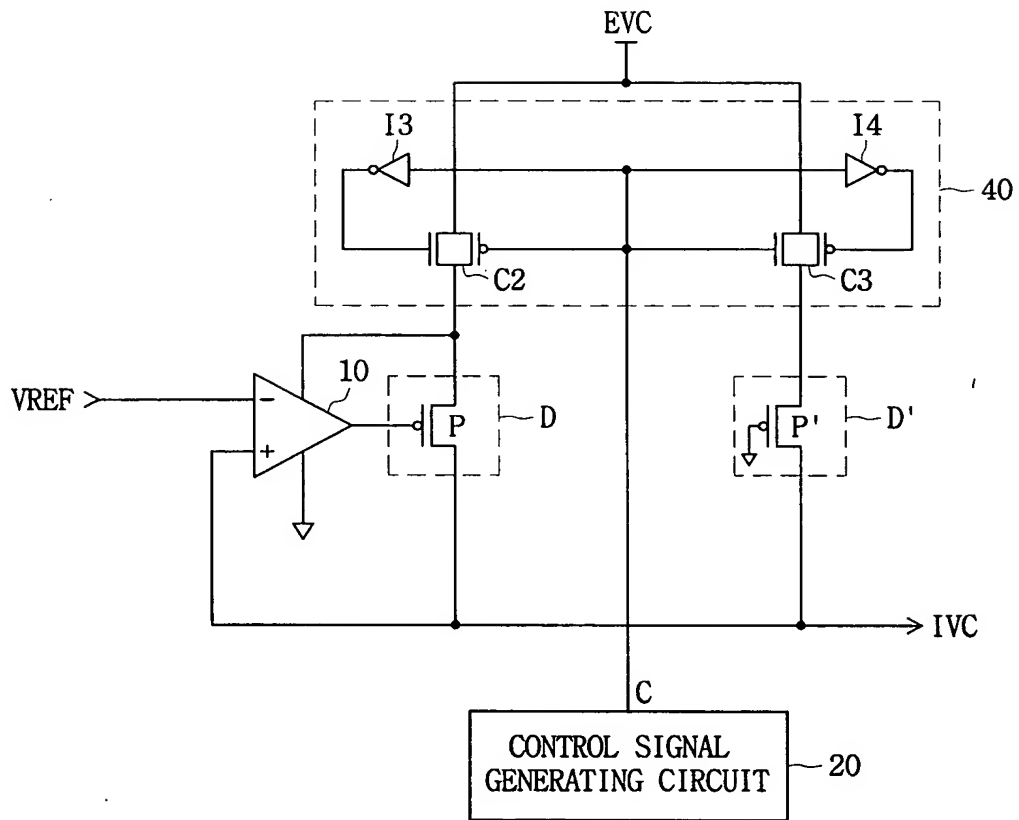 EVC
I3
I4
40
C2
C3
VREF
10
−
+
P
D
P'
D'
IVC
C
CONTROL SIGNAL
GENERATING CIRCUIT
20